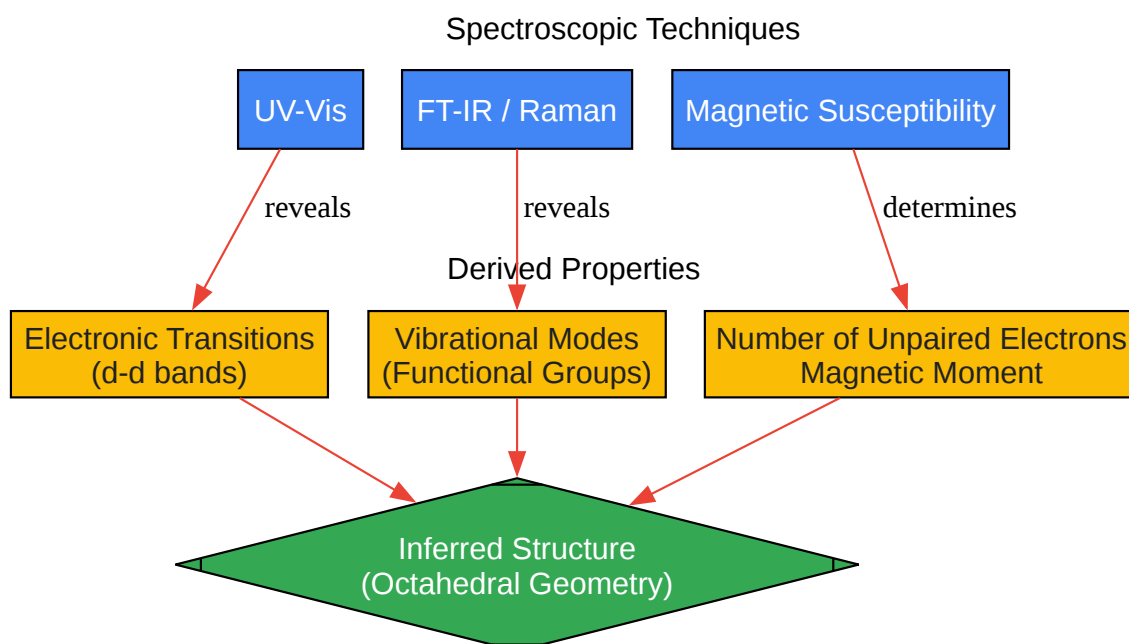 Spectroscopic Techniques
UV-Vis
FT-IR / Raman
Magnetic Susceptibility
reveals
reveals
determines
Derived Properties
Electronic Transitions
(d-d bands)
Vibrational Modes
(Functional Groups)
Number of Unpaired Electrons
Magnetic Moment
Inferred Structure
(Octahedral Geometry)